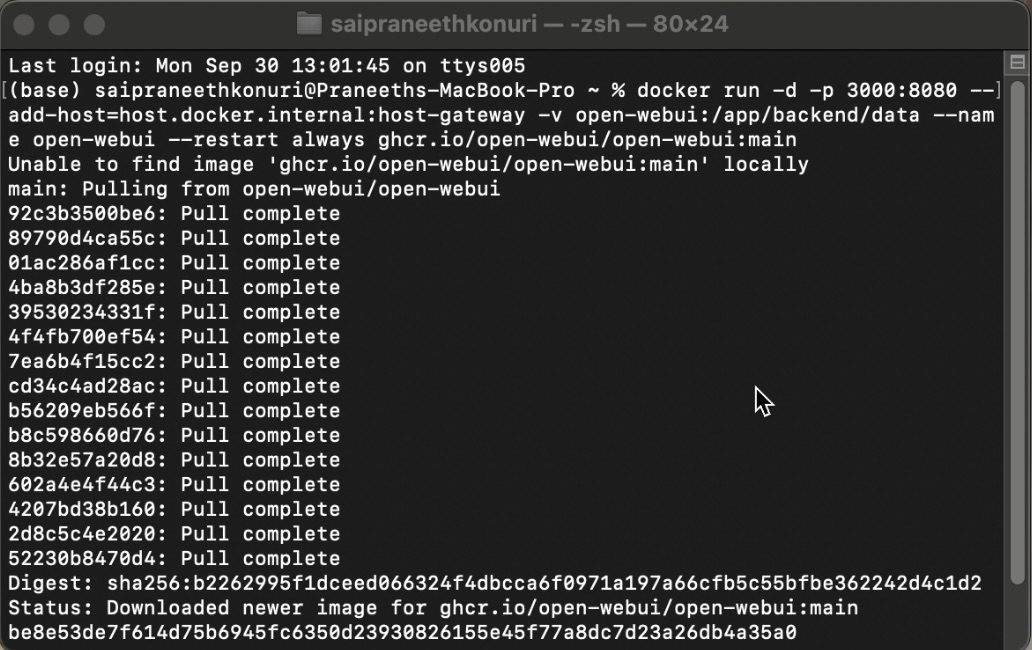 saipraneethkonuri — -zsh — 80×24
Last login: Mon Sep 30 13:01:45 on ttys005
[(base) saipraneethkonuri@Praneeths-MacBook-Pro ~ % docker run -d -p 3000:8080 --]
add-host=host.docker.internal:host-gateway -v open-webui:/app/backend/data --nam
e open-webui --restart always ghcr.io/open-webui/open-webui:main
Unable to find image 'ghcr.io/open-webui/open-webui:main' locally
main: Pulling from open-webui/open-webui
92c3b3500be6: Pull complete
89790d4ca55c: Pull complete
01ac286af1cc: Pull complete
4ba8b3df285e: Pull complete
39530234331f: Pull complete
4f4fb700ef54: Pull complete
7ea6b4f15cc2: Pull complete
cd34c4ad28ac: Pull complete
b56209eb566f: Pull complete
b8c598660d76: Pull complete
8b32e57a20d8: Pull complete
602a4e4f44c3: Pull complete
4207bd38b160: Pull complete
2d8c5c4e2020: Pull complete
52230b8470d4: Pull complete
Digest: sha256:b2262995f1dceed066324f4dbcca6f0971a197a66cfb5c55bfbe362242d4c1d2
Status: Downloaded newer image for ghcr.io/open-webui/open-webui:main
be8e53de7f614d75b6945fc6350d23930826155e45f77a8dc7d23a26db4a35a0